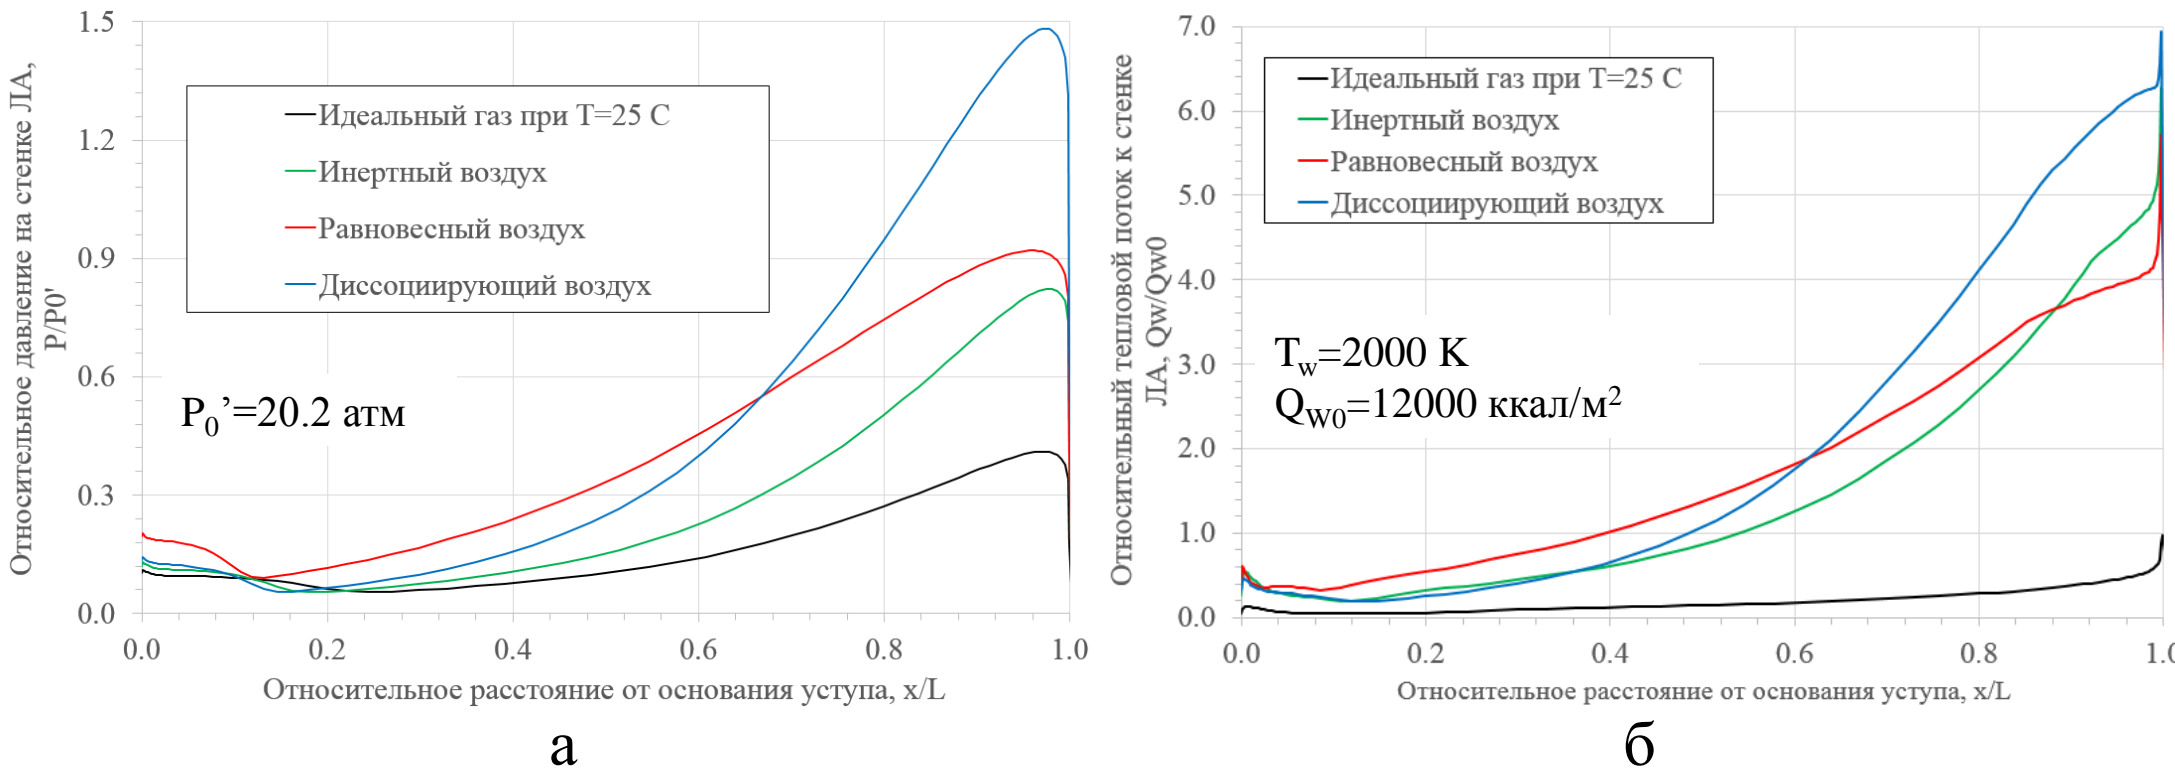 Относительное давление на стенке ЛА,
P/P0'
1.5
1.2
0.9
0.6
0.3
0.0
Идеальный газ при T=25 C
Инертный воздух
Равновесный воздух
Диссоциирующий воздух
P0’=20.2 атм
0.0 0.2 0.4 0.6 0.8 1.0
Относительное расстояние от основания уступа, x/L
а
Относительный тепловой поток к стенке
ЛА, Qw/Qw0
7.0
6.0
5.0
4.0
3.0
2.0
1.0
0.0
Идеальный газ при T=25 C
Инертный воздух
Равновесный воздух
Диссоциирующий воздух
Tw=2000 K
QW0=12000 ккал/м2
0.0 0.2 0.4 0.6 0.8 1.0
Относительное расстояние от основания уступа, x/L
б